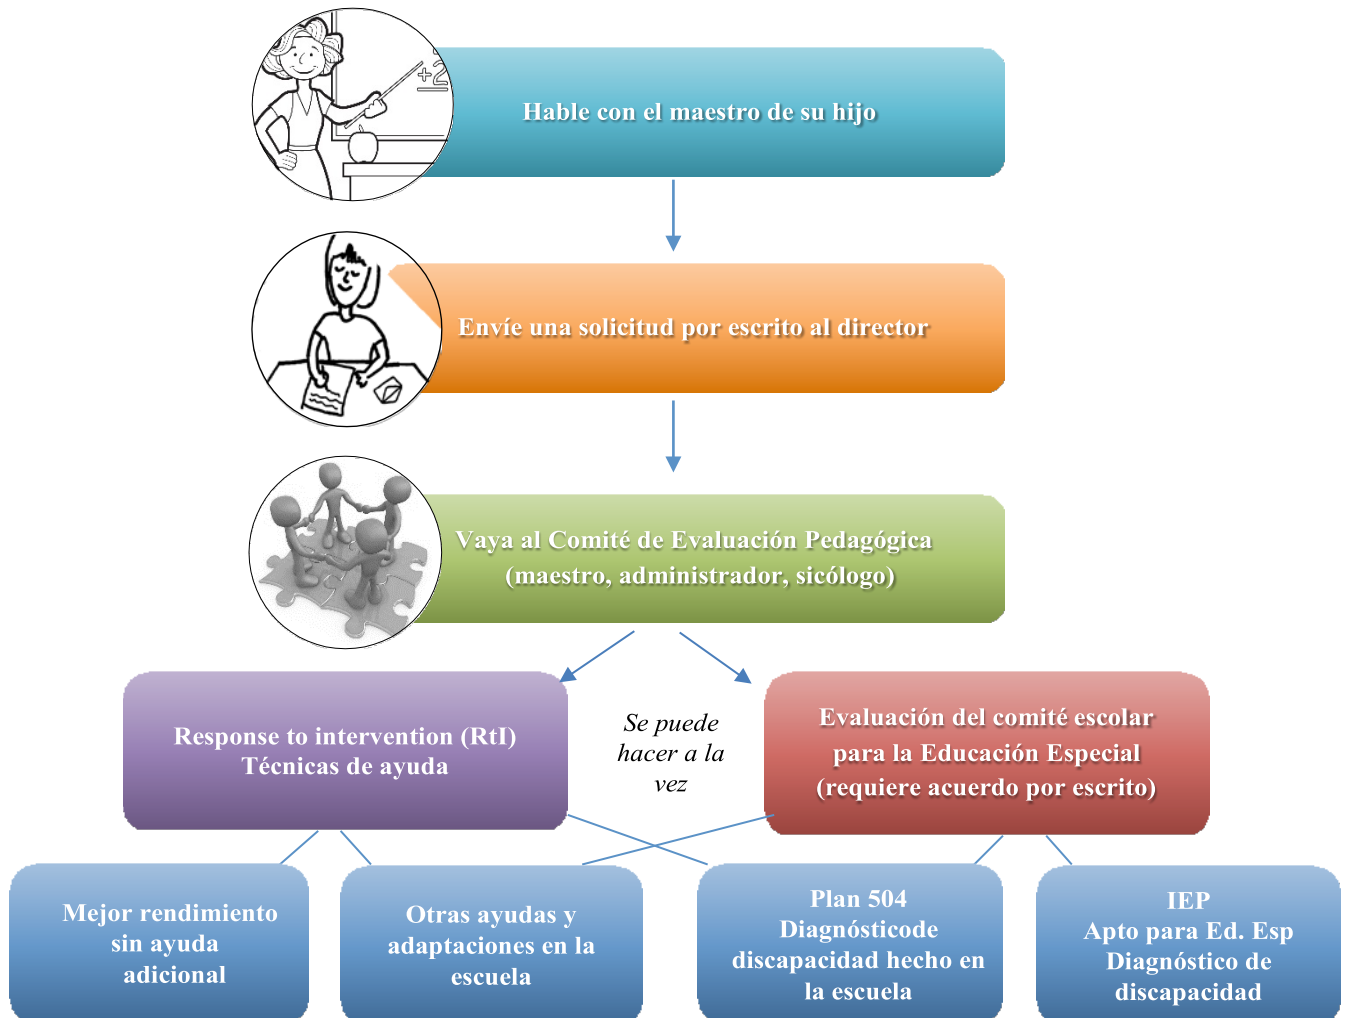 +2
Hable con el maestro de su hijo
Envíe una solicitud por escrito al director
Vaya al Comité de Evaluación Pedagógica
(maestro, administrador, sicólogo)
Response to intervention (RtI)
Técnicas de ayuda
Se puede
hacer a la
vez
Evaluación del comité escolar
para la Educación Especial
(requiere acuerdo por escrito)
Mejor rendimiento
sin ayuda
adicional
Otras ayudas y
adaptaciones en la
escuela
Plan 504
Diagnósticode
discapacidad hecho en
la escuela
IEP
Apto para Ed. Esp
Diagnóstico de
discapacidad